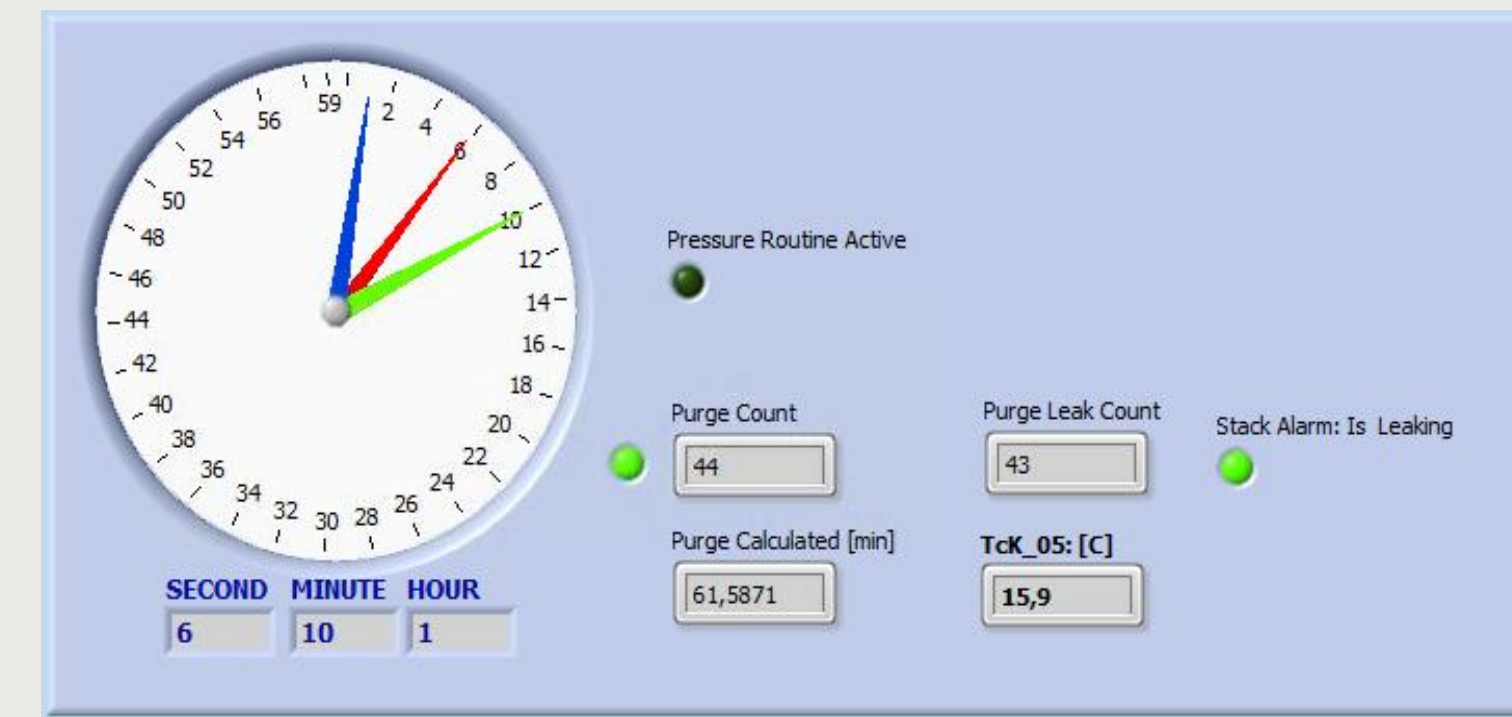 59 2 4 6 8 10 12 14 16 18 20 22 24 26 28 30 32 34 36 38 40 42 44 46 48 50 52 54 56
SECOND MINUTE HOUR
6 10 1
Pressure Routine Active
Purge Count
44
Purge Leak Count
43
Stack Alarm: Is Leaking
Purge Calculated [min]
61,5871
TcK_05: [C]
15,9